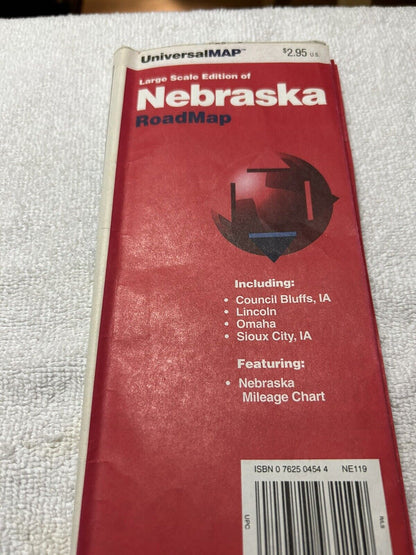 UniversalMAP™ $2.95 U.S.
Large Scale Edition of
Nebraska
RoadMap
Including:
• Council Bluffs, IA
• Lincoln
• Omaha
• Sioux City, IA
Featuring:
• Nebraska
Mileage Chart
ISBN 0 7625 0454 4 NE119
UPC